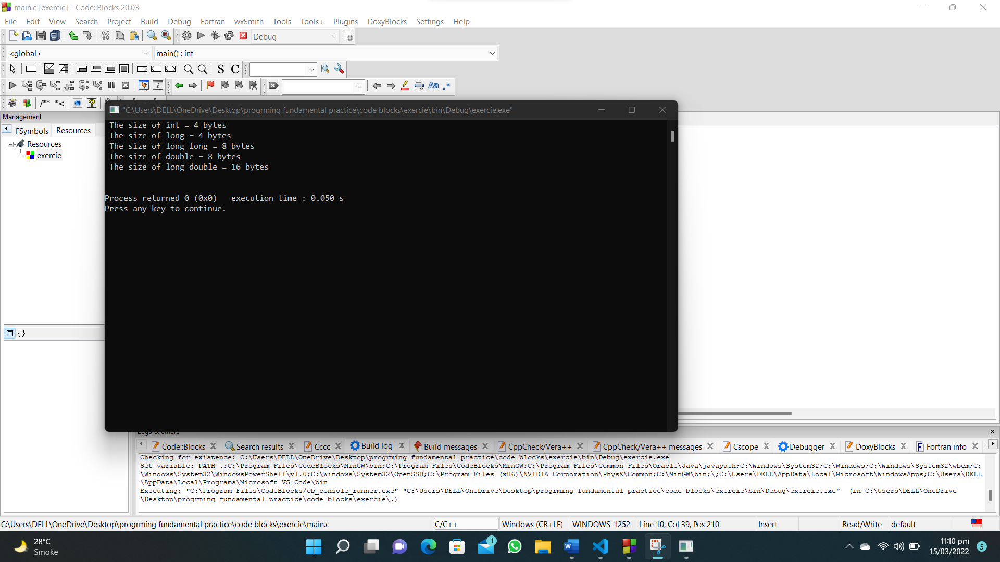 main.c [exercie] - Code::Blocks 20.03
File Edit View Search Project Build Debug Fortran wxSmith Tools Tools+ Plugins DoxyBlocks Settings Help
Debug
<global> main() : int
S C
Aa .*
/** *<
Management
FSymbols Resources
Resources
exercie
{}
"C:\Users\DELL\OneDrive\Desktop\progrming fundamental practice\code blocks\exercie\bin\Debug\exercie.exe"
The size of int = 4 bytes
The size of long = 4 bytes
The size of long long = 8 bytes
The size of double = 8 bytes
The size of long double = 16 bytes
Process returned 0 (0x0)   execution time : 0.050 s
Press any key to continue.
Logs & others
Code::Blocks Search results Cccc Build log Build messages CppCheck/Vera++ CppCheck/Vera++ messages Cscope Debugger DoxyBlocks Fortran info
Checking for existence: C:\Users\DELL\OneDrive\Desktop\progrming fundamental practice\code blocks\exercie\bin\Debug\exercie.exe
Set variable: PATH=.;C:\Program Files\CodeBlocks\MinGW\bin;C:\Program Files\CodeBlocks\MinGW;C:\Program Files\Common Files\Oracle\Java\javapath;C:\Windows\System32;C:\Windows;C:\Windows\System32\wbem;C:
\Windows\System32\WindowsPowerShell\v1.0;C:\Windows\System32\OpenSSH;C:\Program Files (x86)\NVIDIA Corporation\PhysX\Common;C:\MinGW\bin;\;C:\Users\DELL\AppData\Local\Microsoft\WindowsApps;C:\Users\DELL
\AppData\Local\Programs\Microsoft VS Code\bin
Executing: "C:\Program Files\CodeBlocks/cb_console_runner.exe" "C:\Users\DELL\OneDrive\Desktop\progrming fundamental practice\code blocks\exercie\bin\Debug\exercie.exe"  (in C:\Users\DELL\OneDrive
\Desktop\progrming fundamental practice\code blocks\exercie\.)
C:\Users\DELL\OneDrive\Desktop\progrming fundamental practice\code blocks\exercie\main.c C/C++ Windows (CR+LF) WINDOWS-1252 Line 10, Col 39, Pos 210 Insert Read/Write default
28°C
Smoke
1
11:10 pm
15/03/2022
5